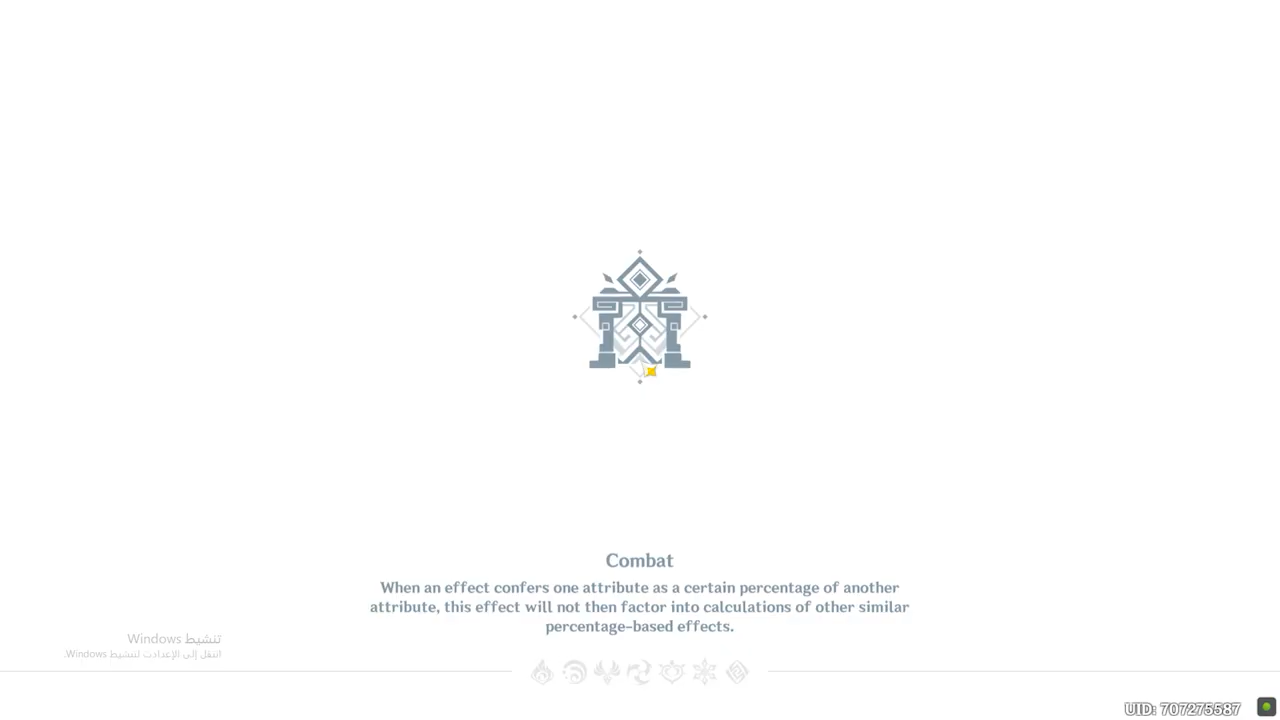 Combat
When an effect confers one attribute as a certain percentage of another
attribute, this effect will not then factor into calculations of other similar
percentage-based effects.
تنشيط Windows
انتقل إلى الإعدادات لتنشيط Windows.
UID: 707275587